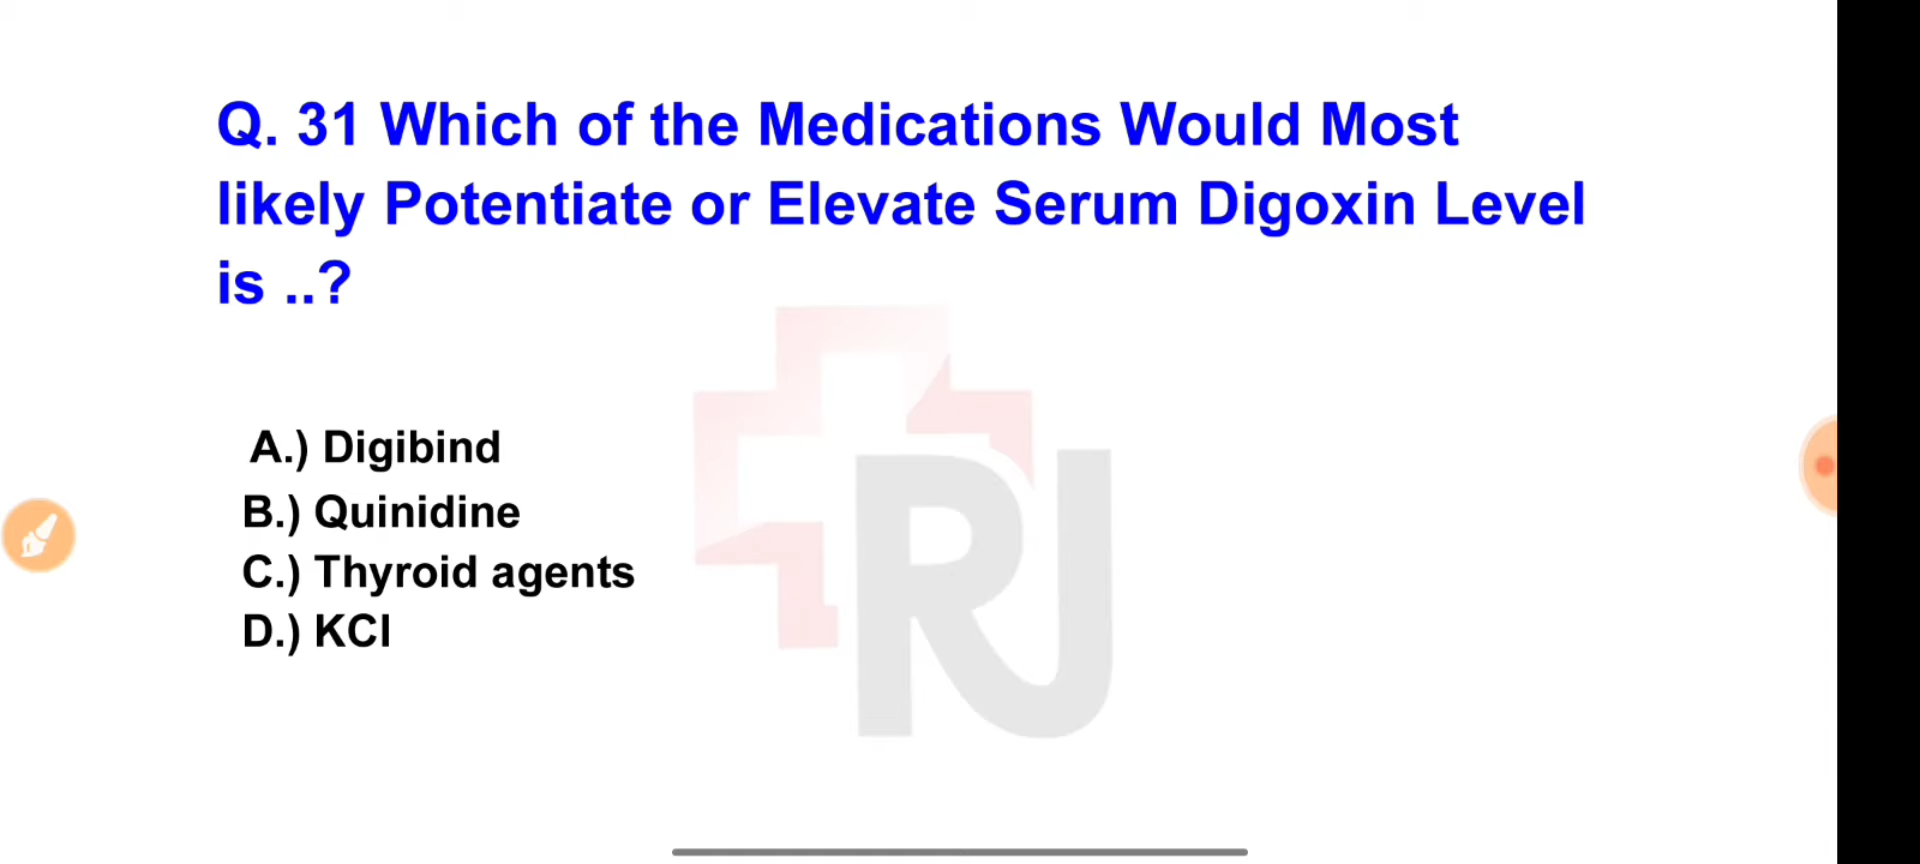 Q. 31 Which of the Medications Would Most
likely Potentiate or Elevate Serum Digoxin Level
is ..?
A.) Digibind
B.) Quinidine
C.) Thyroid agents
D.) KCl
RJ